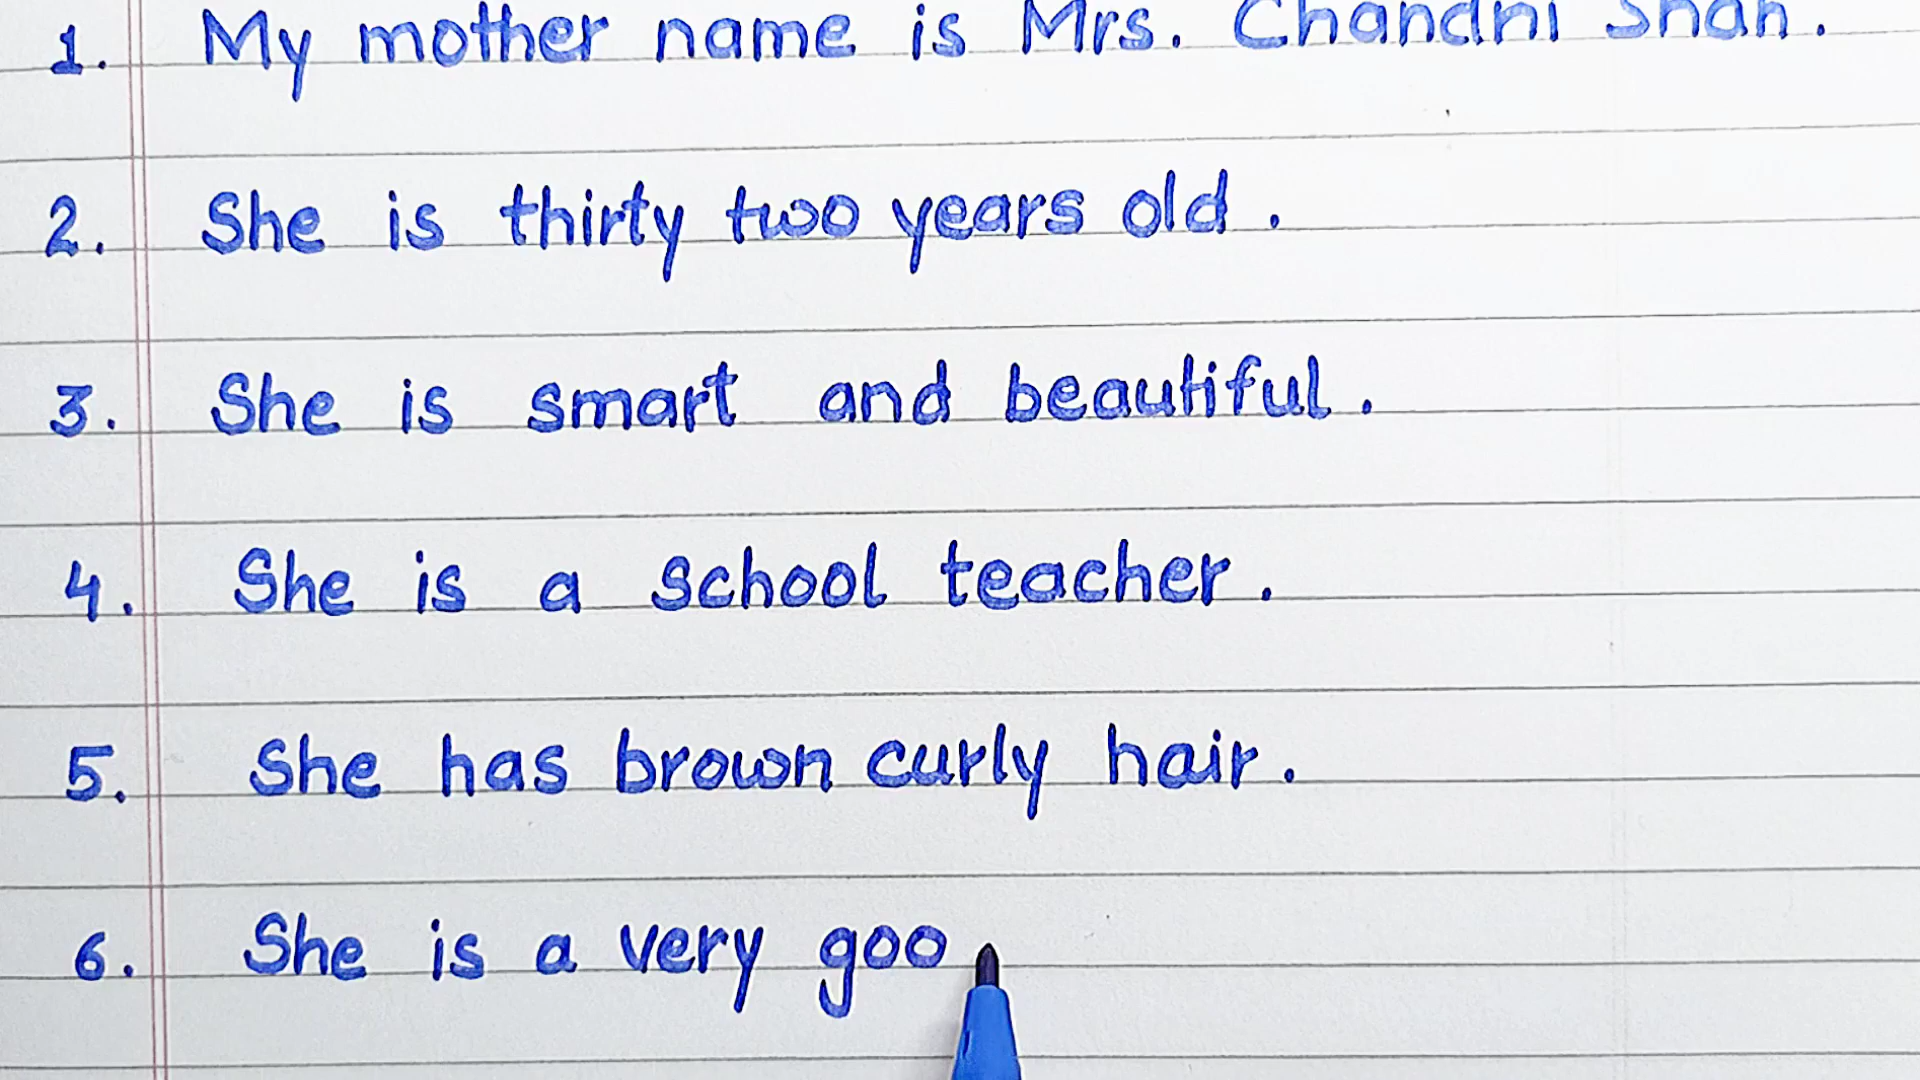 1. My mother name is Mrs. Chandni Shah.
2. She is thirty two years old.
3. She is smart and beautiful.
4. She is a school teacher.
5. She has brown curly hair.
6. She is a very goo